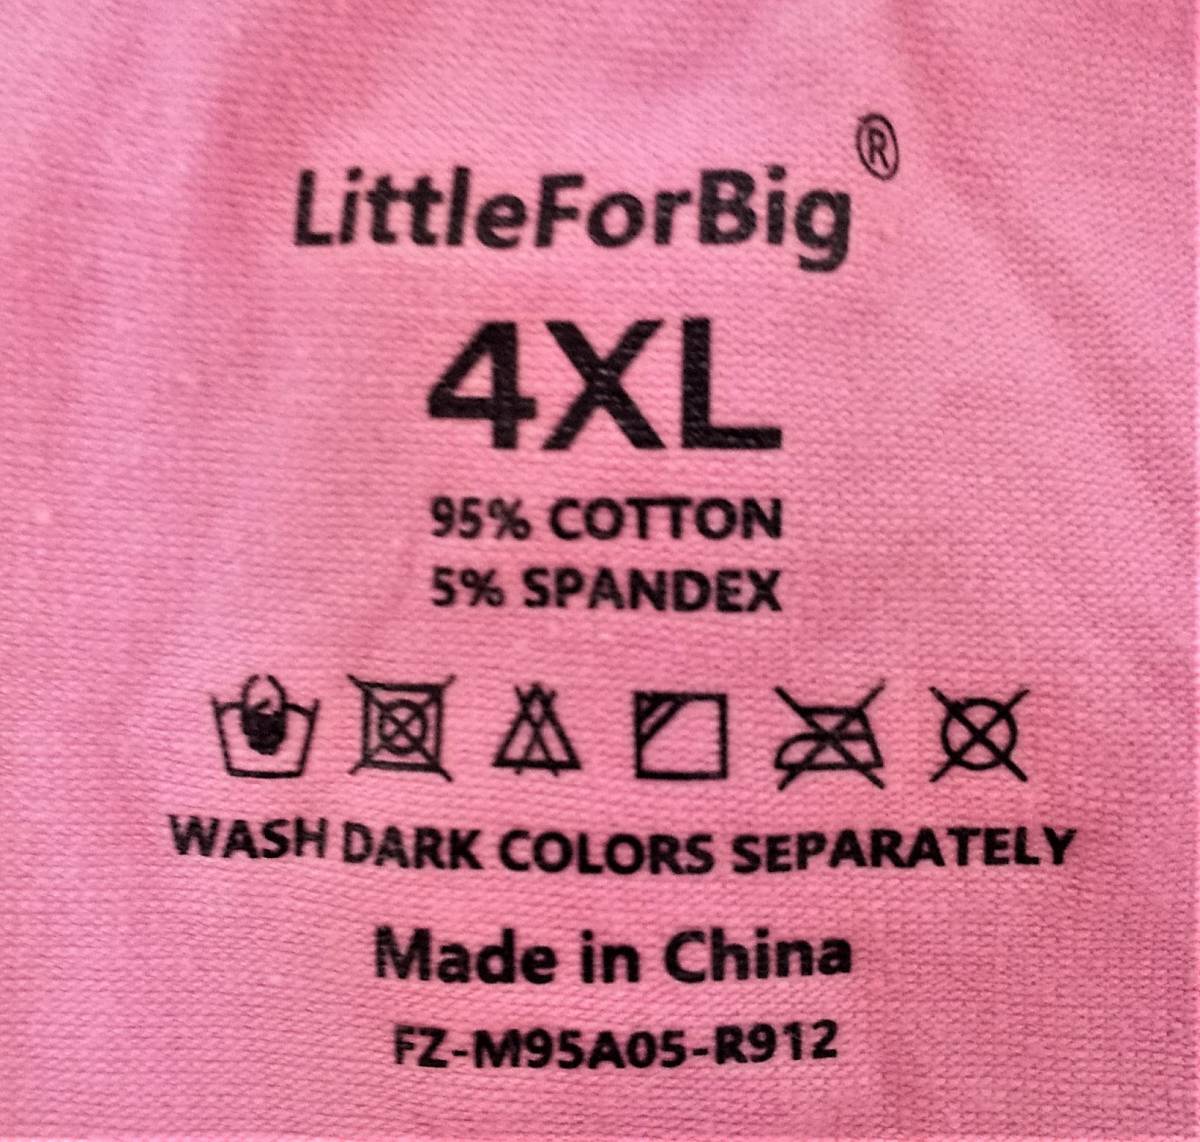 LittleForBig®
4XL
95% COTTON
5% SPANDEX
WASH DARK COLORS SEPARATELY
Made in China
FZ-M95A05-R912